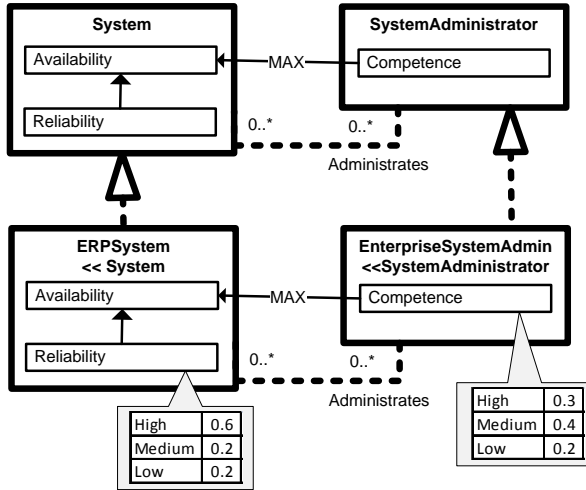 System
SystemAdministrator
Availability
MAX
Competence
Reliability
0..*
0..*
Administrates
ERPSystem
<< System
EnterpriseSystemAdmin
<<SystemAdministrator
Availability
MAX
Competence
Reliability
0..*
0..*
Administrates
High 0.6
Medium 0.2
Low 0.2
High 0.3
Medium 0.4
Low 0.2